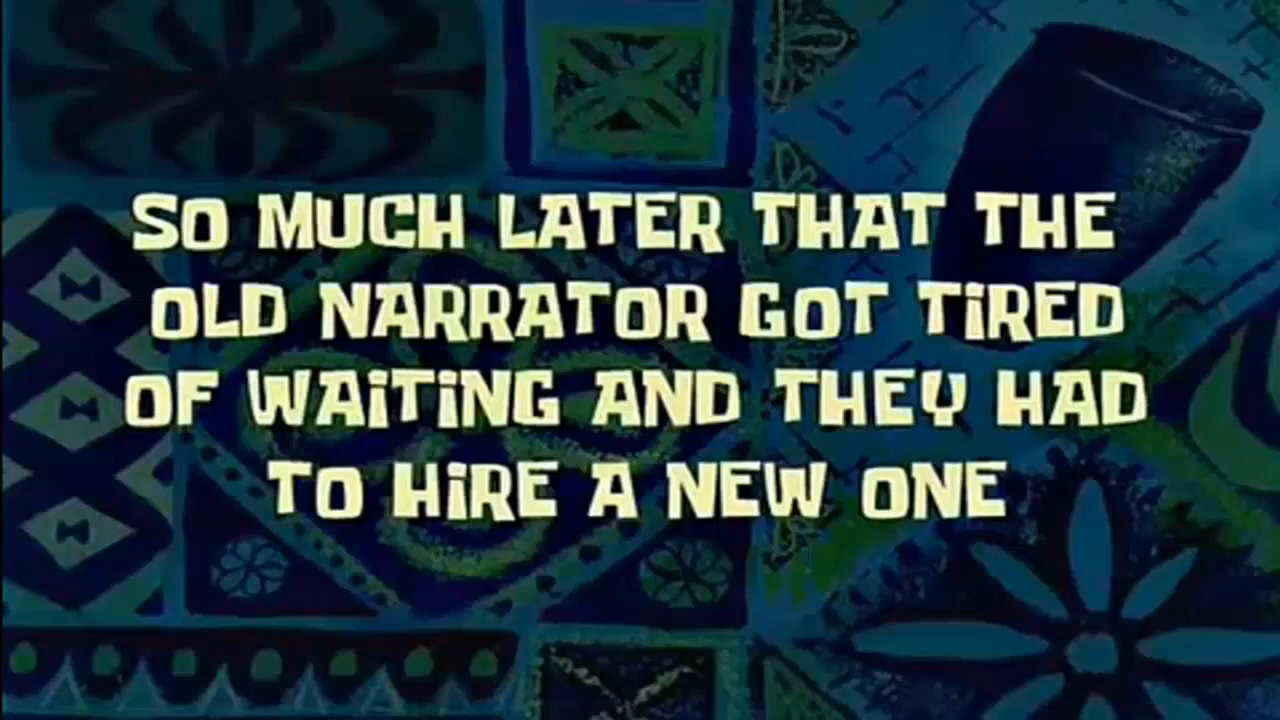 SO MUCH LATER THAT THE
OLD NARRATOR GOT TiRED
OF WAiTiNG AND THEY HAD
TO HiRE A NEW ONE